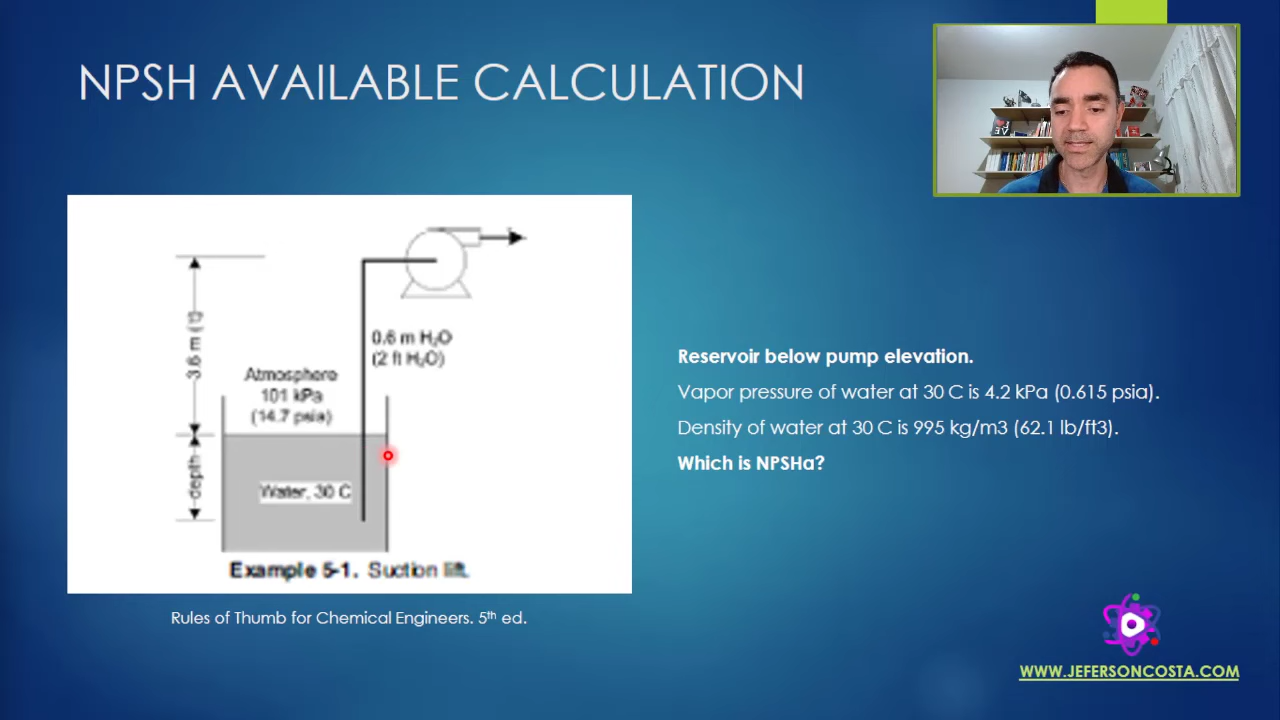 NPSH AVAILABLE CALCULATION
0.6 m H₂O
(2 ft H₂O)
3.6 m
Atmosphere
101 kPa
(14.7 psia)
depth
Water, 30 C
Example 5-1. Suction lift.
Rules of Thumb for Chemical Engineers. 5th ed.
Reservoir below pump elevation.
Vapor pressure of water at 30 C is 4.2 kPa (0.615 psia).
Density of water at 30 C is 995 kg/m3 (62.1 lb/ft3).
Which is NPSHa?
WWW.JEFERSONCOSTA.COM